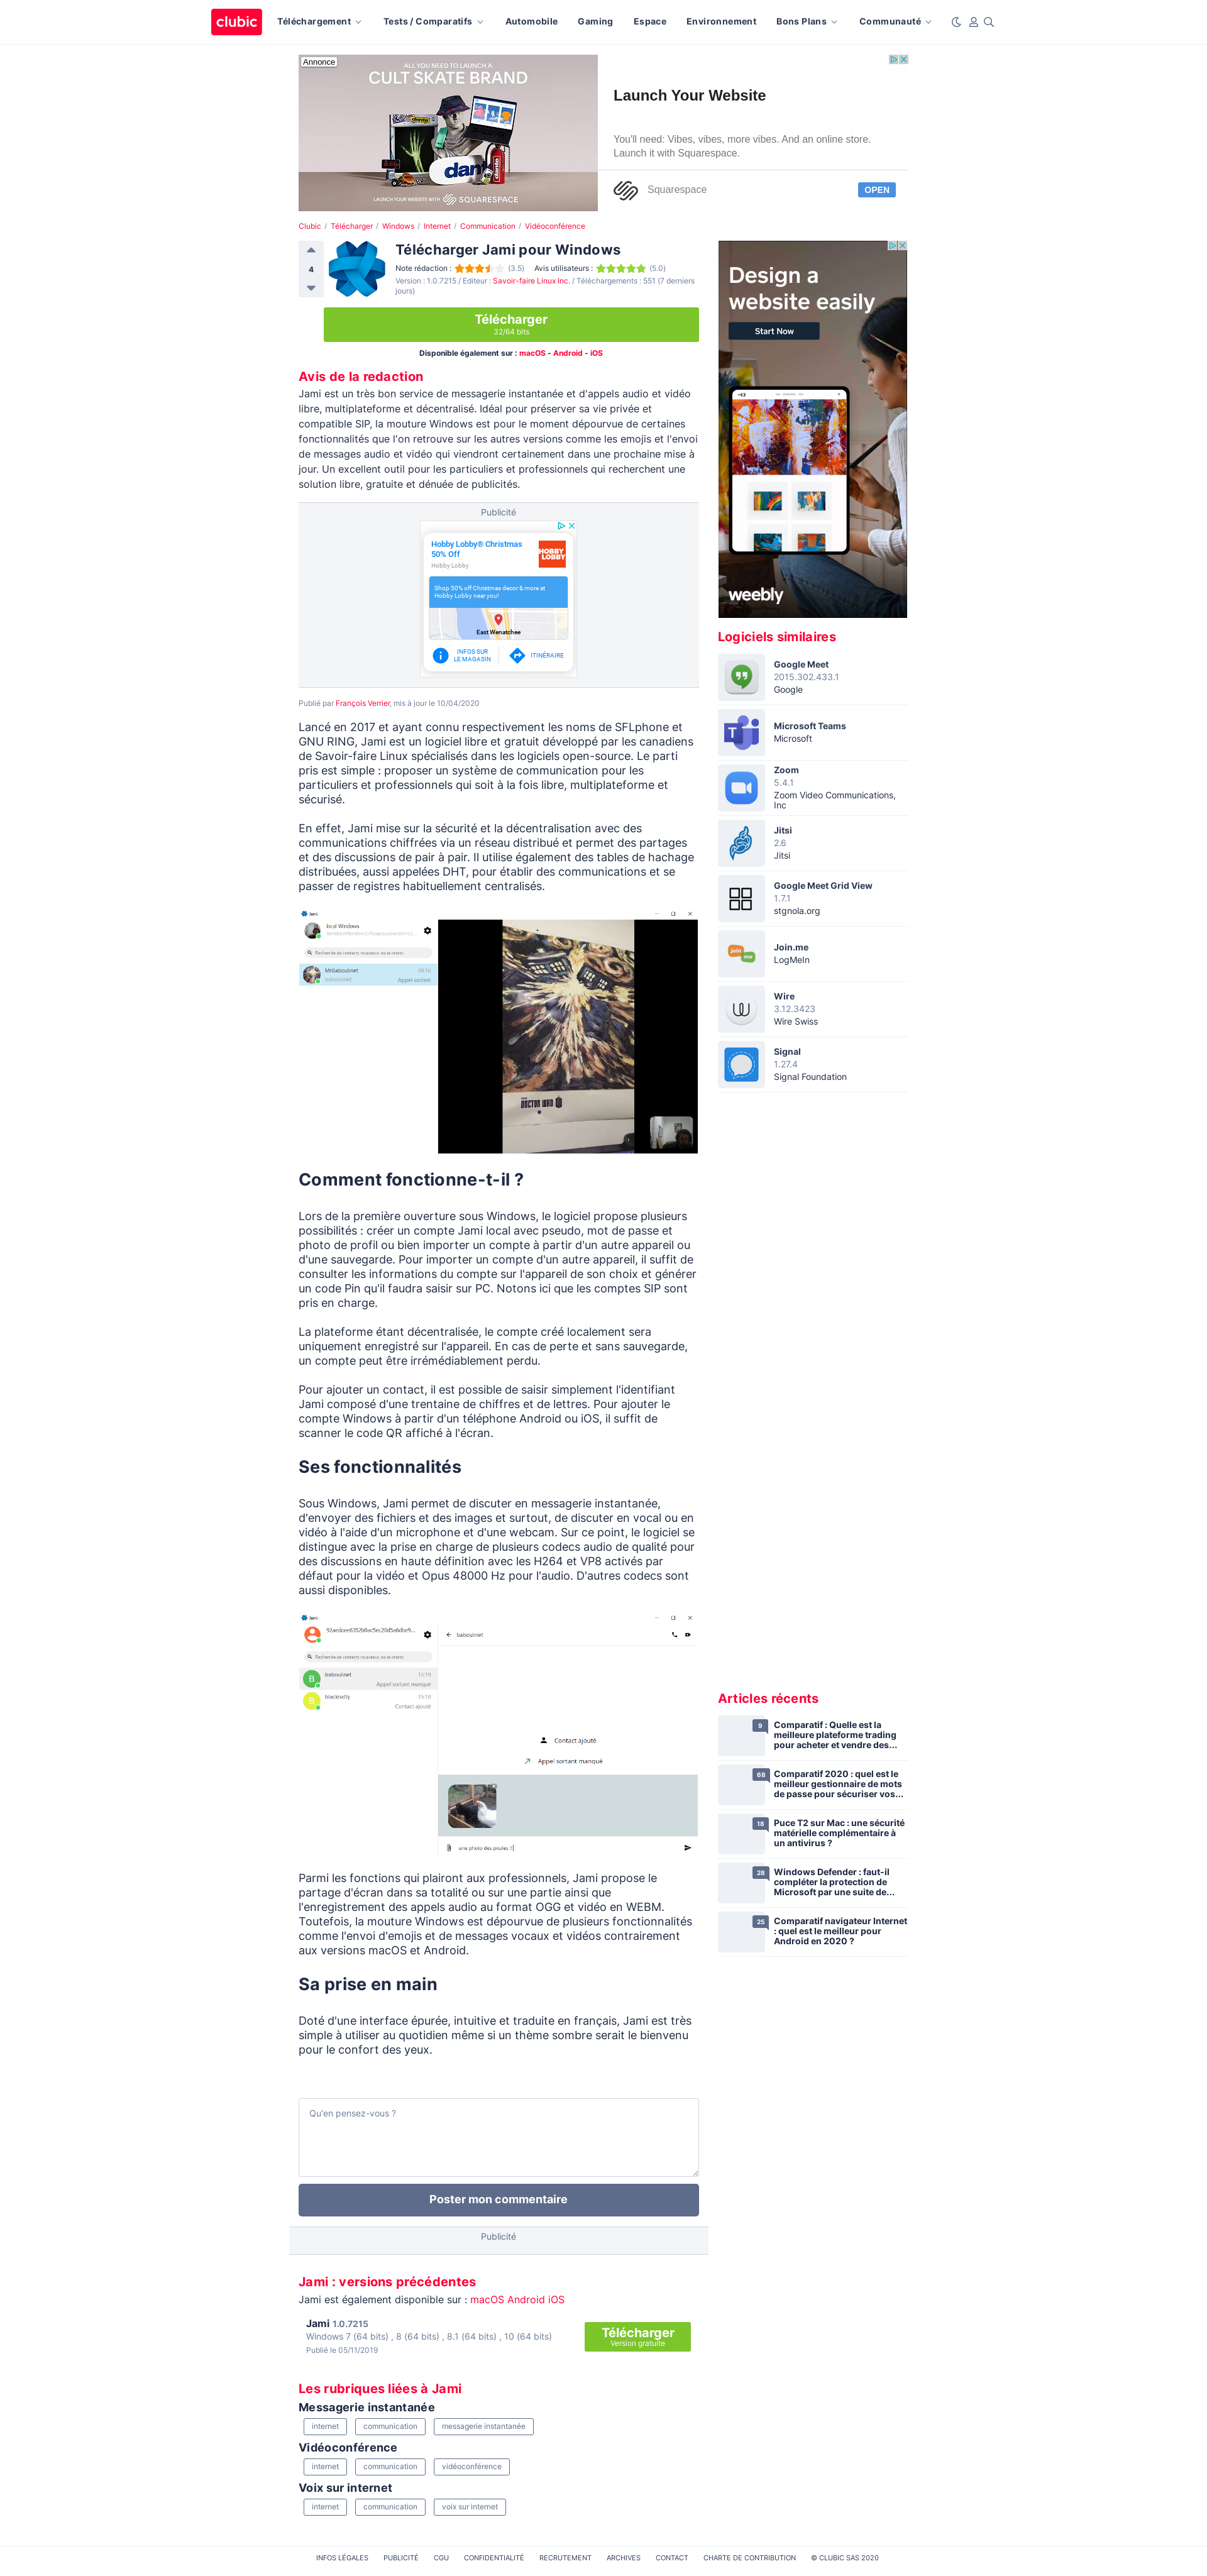 clubic
Téléchargement
Tests / Comparatifs
Automobile
Gaming
Espace
Environnement
Bons Plans
Communauté
Annonce
ALL YOU NEED TO LAUNCH A
CULT SKATE BRAND
LAUNCH YOUR WEBSITE WITH SQUARESPACE
Launch Your Website
You'll need: Vibes, vibes, more vibes. And an online store.
Launch it with Squarespace.
Squarespace
OPEN
Clubic / Télécharger / Windows / Internet / Communication / Vidéoconférence
4
Télécharger Jami pour Windows
Note rédaction : (3.5) Avis utilisateurs : (5.0)
Version : 1.0.7215 / Editeur : Savoir-faire Linux Inc. / Téléchargements : 551 (7 derniers
jours)
Télécharger
32/64 bits
Disponible également sur : macOS - Android - iOS
Avis de la redaction
Jami est un très bon service de messagerie instantanée et d'appels audio et vidéo
libre, multiplateforme et décentralisé. Idéal pour préserver sa vie privée et
compatible SIP, la mouture Windows est pour le moment dépourvue de certaines
fonctionnalités que l'on retrouve sur les autres versions comme les emojis et l'envoi
de messages audio et vidéo qui viendront certainement dans une prochaine mise à
jour. Un excellent outil pour les particuliers et professionnels qui recherchent une
solution libre, gratuite et dénuée de publicités.
Publicité
Hobby Lobby® Christmas
50% Off
Hobby Lobby
HOBBY
LOBBY
Shop 50% off Christmas decor & more at
Hobby Lobby near you!
East Wenatchee
INFOS SUR
LE MAGASIN
ITINÉRAIRE
Publié par François Verrier, mis à jour le 10/04/2020
Lancé en 2017 et ayant connu respectivement les noms de SFLphone et
GNU RING, Jami est un logiciel libre et gratuit développé par les canadiens
de Savoir-faire Linux spécialisés dans les logiciels open-source. Le parti
pris est simple : proposer un système de communication pour les
particuliers et professionnels qui soit à la fois libre, multiplateforme et
sécurisé.
En effet, Jami mise sur la sécurité et la décentralisation avec des
communications chiffrées via un réseau distribué et permet des partages
et des discussions de pair à pair. Il utilise également des tables de hachage
distribuées, aussi appelées DHT, pour établir des communications et se
passer de registres habituellement centralisés.
Jami
local Windows
Recherche de contacts nouveaux ou existants
MrBaboulinet
20:16
baboulinet
Appel sortant
DOCTOR WHO
Comment fonctionne-t-il ?
Lors de la première ouverture sous Windows, le logiciel propose plusieurs
possibilités : créer un compte Jami local avec pseudo, mot de passe et
photo de profil ou bien importer un compte à partir d'un autre appareil ou
d'une sauvegarde. Pour importer un compte d'un autre appareil, il suffit de
consulter les informations du compte sur l'appareil de son choix et générer
un code Pin qu'il faudra saisir sur PC. Notons ici que les comptes SIP sont
pris en charge.
La plateforme étant décentralisée, le compte créé localement sera
uniquement enregistré sur l'appareil. En cas de perte et sans sauvegarde,
un compte peut être irrémédiablement perdu.
Pour ajouter un contact, il est possible de saisir simplement l'identifiant
Jami composé d'une trentaine de chiffres et de lettres. Pour ajouter le
compte Windows à partir d'un téléphone Android ou iOS, il suffit de
scanner le code QR affiché à l'écran.
Ses fonctionnalités
Sous Windows, Jami permet de discuter en messagerie instantanée,
d'envoyer des fichiers et des images et surtout, de discuter en vocal ou en
vidéo à l'aide d'un microphone et d'une webcam. Sur ce point, le logiciel se
distingue avec la prise en charge de plusieurs codecs audio de qualité pour
des discussions en haute définition avec les H264 et VP8 activés par
défaut pour la vidéo et Opus 48000 Hz pour l'audio. D'autres codecs sont
aussi disponibles.
Jami
baboulinet
Recherche de contacts nouveaux ou existants
B
baboulinet
15:19
Appel sortant manqué
B
blacknally
15:18
Contact ajouté
Contact ajouté
Appel sortant manqué
une photo des poules !!
Parmi les fonctions qui plairont aux professionnels, Jami propose le
partage d'écran dans sa totalité ou sur une partie ainsi que
l'enregistrement des appels audio au format OGG et vidéo en WEBM.
Toutefois, la mouture Windows est dépourvue de plusieurs fonctionnalités
comme l'envoi d'emojis et de messages vocaux et vidéos contrairement
aux versions macOS et Android.
Sa prise en main
Doté d'une interface épurée, intuitive et traduite en français, Jami est très
simple à utiliser au quotidien même si un thème sombre serait le bienvenu
pour le confort des yeux.
Qu'en pensez-vous ?
Poster mon commentaire
Publicité
Jami : versions précédentes
Jami est également disponible sur : macOS Android iOS
Jami 1.0.7215
Windows 7 (64 bits) , 8 (64 bits) , 8.1 (64 bits) , 10 (64 bits)
Publié le 05/11/2019
Télécharger
Version gratuite
Les rubriques liées à Jami
Messagerie instantanée
internet
communication
messagerie instantanée
Vidéoconférence
internet
communication
vidéoconférence
Voix sur internet
internet
communication
voix sur internet
Design a
website easily
Start Now
weebly
Logiciels similaires
Google Meet
2015.302.433.1
Google
Microsoft Teams
Microsoft
Zoom
5.4.1
Zoom Video Communications,
Inc
Jitsi
2.6
Jitsi
Google Meet Grid View
1.7.1
stgnola.org
join
me
Join.me
LogMeIn
Wire
3.12.3423
Wire Swiss
Signal
1.27.4
Signal Foundation
Articles récents
9
Comparatif : Quelle est la
meilleure plateforme trading
pour acheter et vendre des...
68
Comparatif 2020 : quel est le
meilleur gestionnaire de mots
de passe pour sécuriser vos...
18
Puce T2 sur Mac : une sécurité
matérielle complémentaire à
un antivirus ?
28
Windows Defender : faut-il
compléter la protection de
Microsoft par une suite de...
25
Comparatif navigateur Internet
: quel est le meilleur pour
Android en 2020 ?
INFOS LÉGALES
PUBLICITÉ
CGU
CONFIDENTIALITÉ
RECRUTEMENT
ARCHIVES
CONTACT
CHARTE DE CONTRIBUTION
© CLUBIC SAS 2020